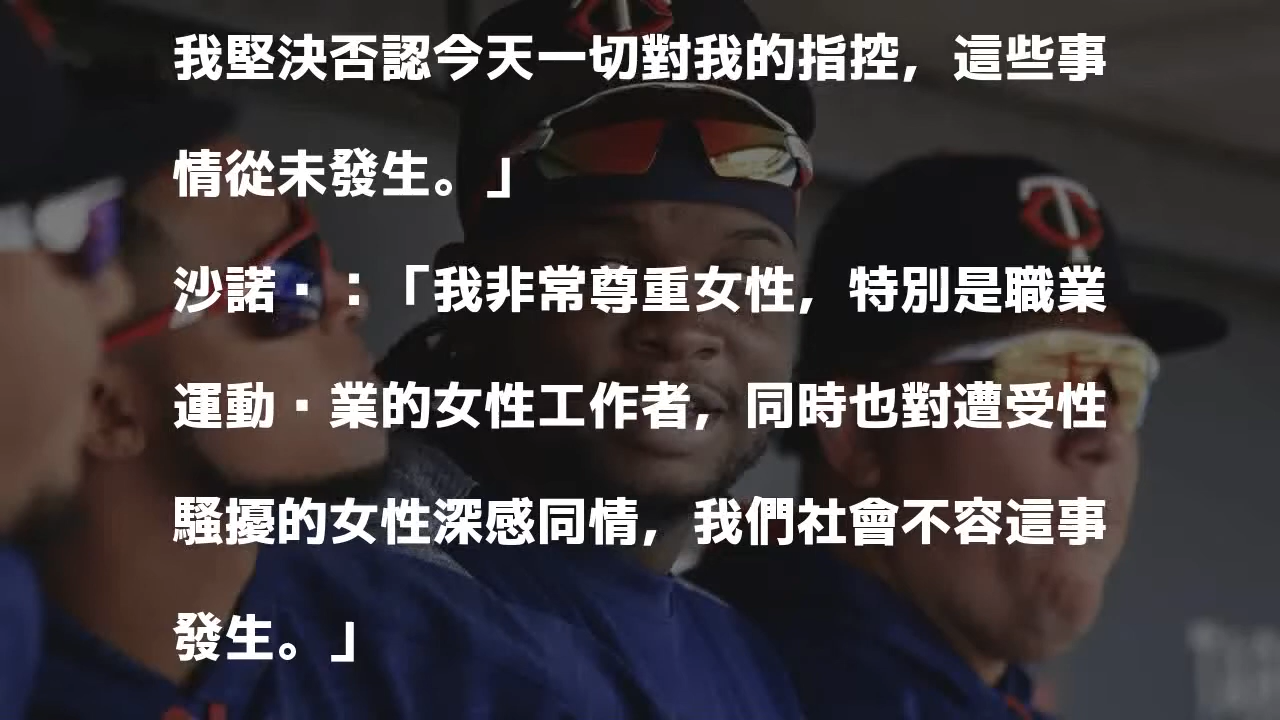 我堅決否認今天一切對我的指控，這些事
情從未發生。」
沙諾▪：「我非常尊重女性，特別是職業
運動▪業的女性工作者，同時也對遭受性
騷擾的女性深感同情，我們社會不容這事
發生。」